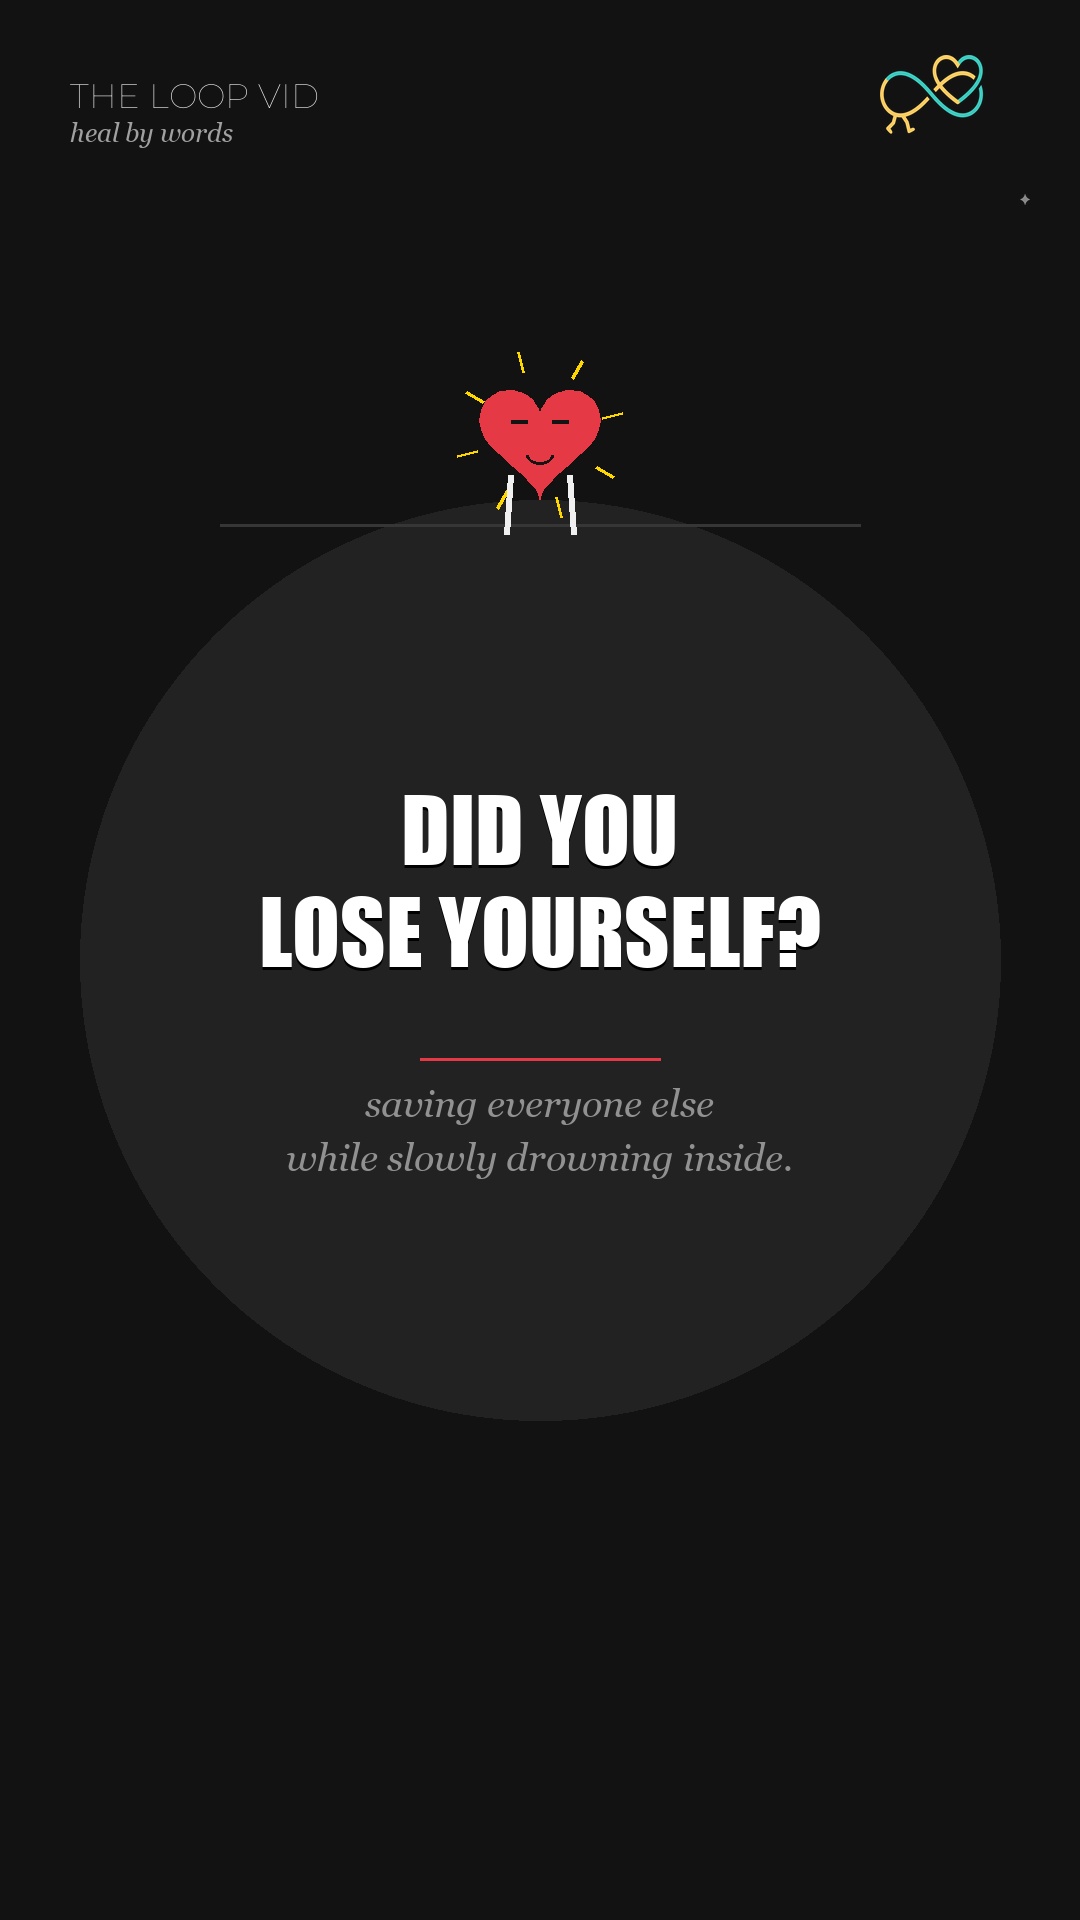 THE LOOP VID
heal by words
DID YOU
LOSE YOURSELF?
saving everyone else
while slowly drowning inside.